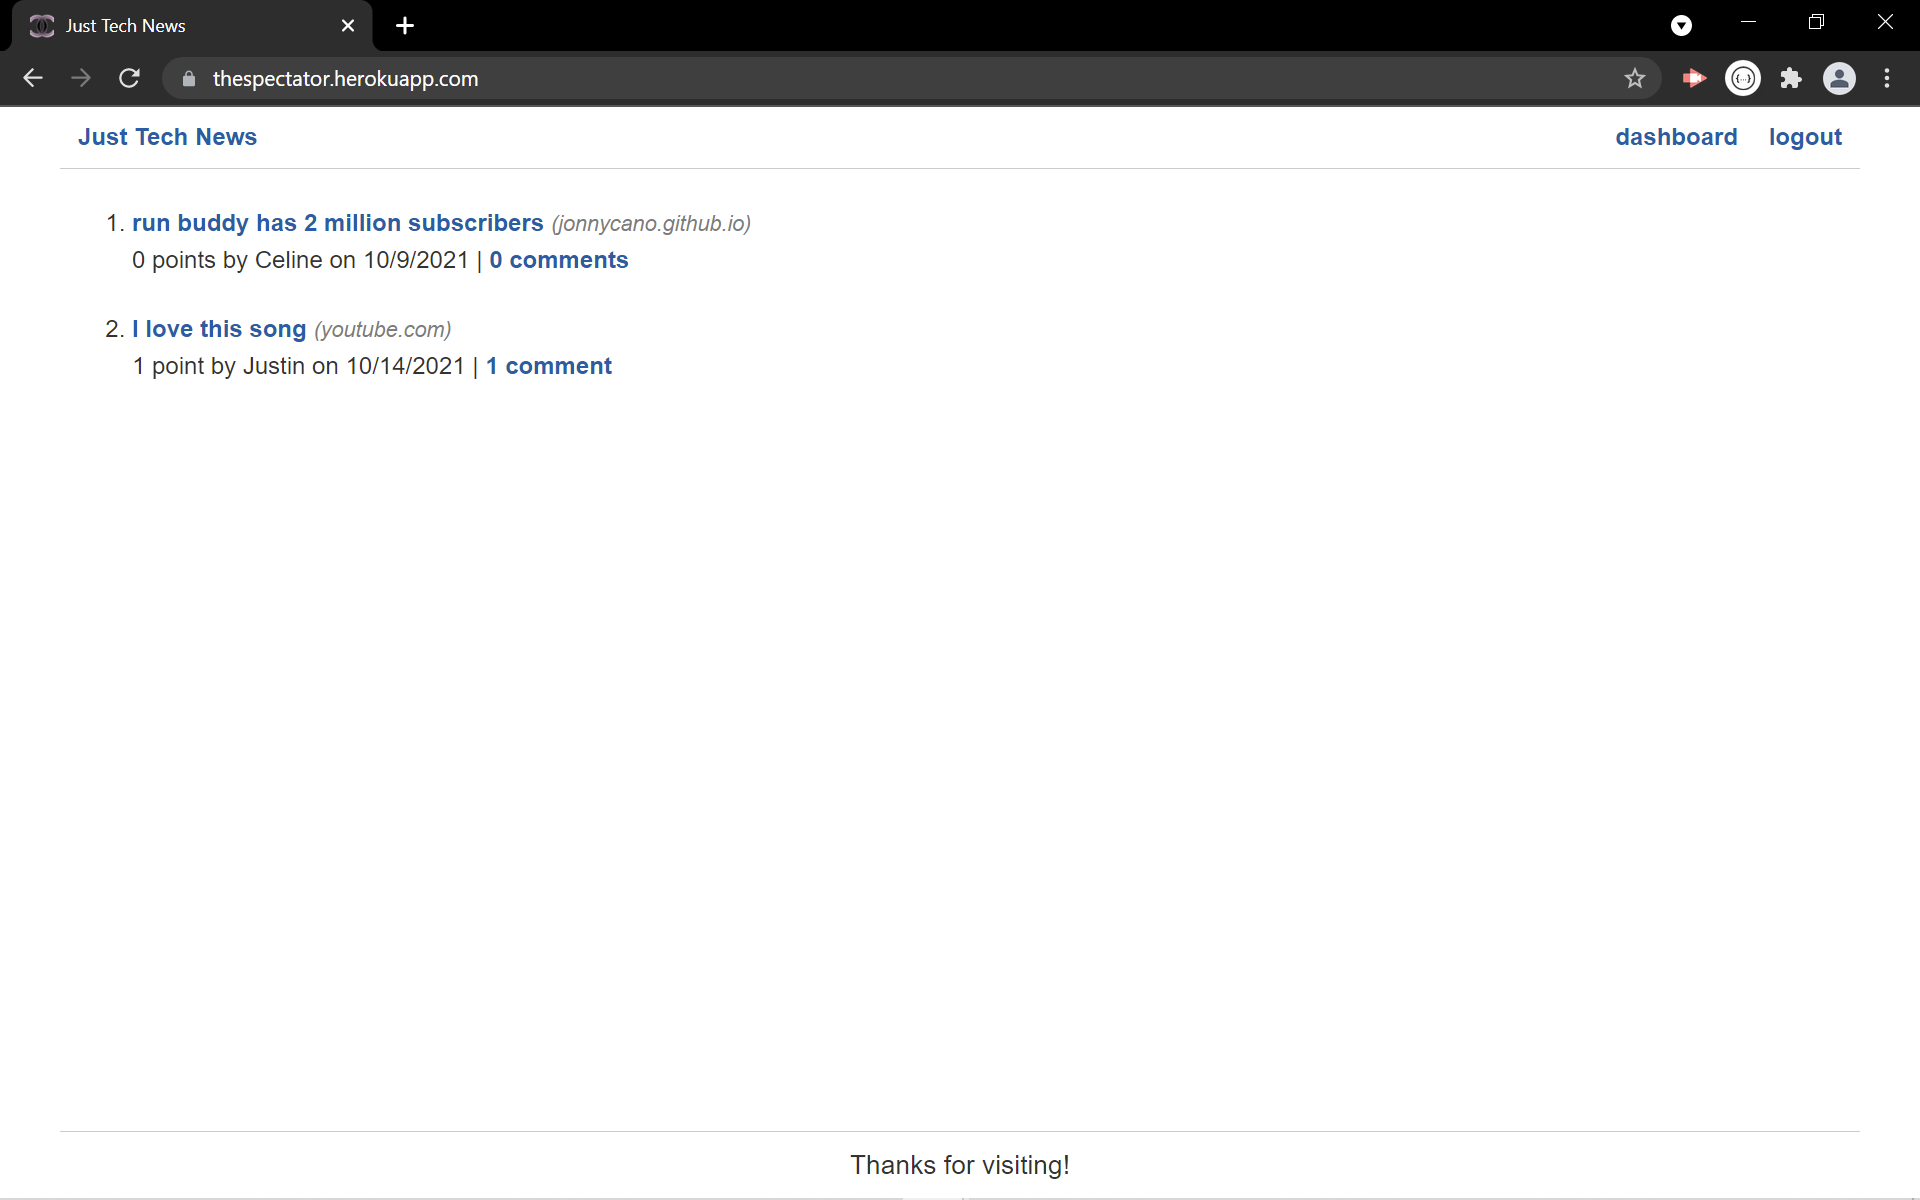 Just Tech News
thespectator.herokuapp.com
Just Tech News dashboard logout
1. run buddy has 2 million subscribers (jonnycano.github.io)
0 points by Celine on 10/9/2021 | 0 comments
2. I love this song (youtube.com)
1 point by Justin on 10/14/2021 | 1 comment
Thanks for visiting!